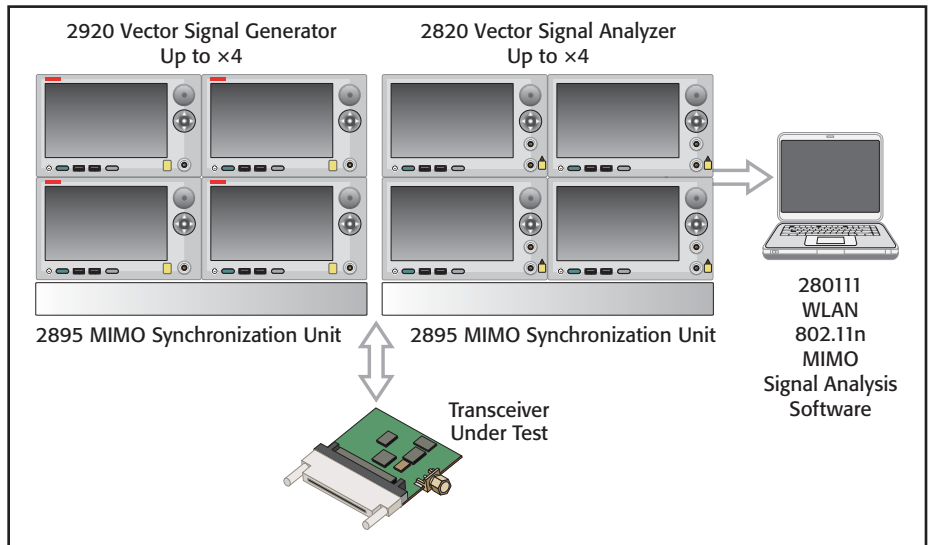 2920 Vector Signal Generator
Up to ×4
2820 Vector Signal Analyzer
Up to ×4
2895 MIMO Synchronization Unit
2895 MIMO Synchronization Unit
280111
WLAN
802.11n
MIMO
Signal Analysis
Software
Transceiver
Under Test